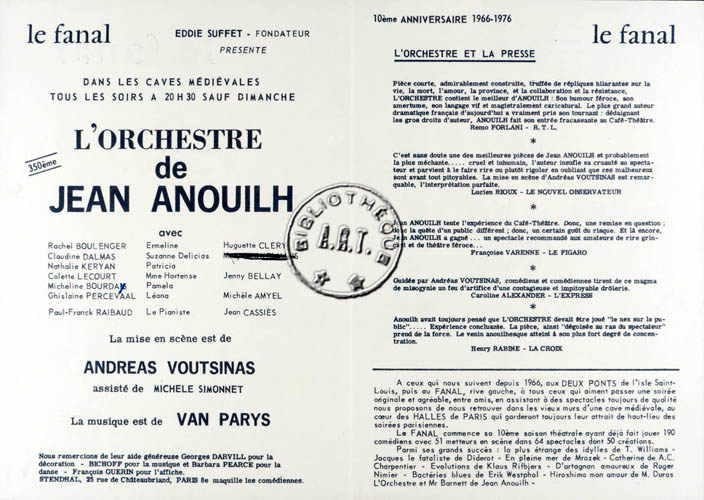 le fanal
EDDIE SUFFET - FONDATEUR
PRESENTE
DANS LES CAVES MÉDIÉVALES
TOUS LES SOIRS A 20 H 30 SAUF DIMANCHE
L'ORCHESTRE
350ème
de
JEAN ANOUILH
avec
Rachel BOULENGER Ermeline Huguette CLERY
Claudine DALMAS Suzanne Delicias
Nathalie KERYAN Patricia
Colette LECOURT Mme Hortense Jenny BELLAY
Micheline BOURDAIS Pamela
Ghislaine PERCEVAAL Léona Michèle AMYEL
Paul-Franck RAIBAUD Le Pianiste Jean CASSIÈS
La mise en scène est de
ANDREAS VOUTSINAS
assisté de MICHELE SIMONNET
La musique est de VAN PARYS
Nous remercions de leur aide généreuse Georges DARVILL pour la
décoration - BICHOFF pour la musique et Barbara PEARCE pour la
danse - François GUERIN pour l'affiche.
STENDHAL, 25 rue de Châteaubriand, PARIS 8e maquille les comédiennes.
BIBLIOTHÈQUE
A.R.T.
10ème ANNIVERSAIRE 1966-1976
le fanal
L'ORCHESTRE ET LA PRESSE
Pièce courte, admirablement construite, truffée de répliques hilarantes sur la
vie, la mort, l'amour, la province, et la collaboration et la résistance,
L'ORCHESTRE contient le meilleur d'ANOUILH : Son humour féroce, son
amertume, son langage vif et magistralement caricatural. Le plus grand auteur
dramatique français d'aujourd'hui a vraiment pris son tournant : dédaignant
les gros droits d'auteur, ANOUILH fait son entrée fracassante au Café-Théâtre.
Remo FORLANI - R. T. L.
*
C'est sans doute une des meilleures pièces de Jean ANOUILH et probablement
la plus méchante..... cruel et inhumain, l'auteur insuffle sa cruauté au specta-
teur et parvient à le faire rire ou plutôt rigoler en oubliant que ces malheureux
sont avant tout pitoyables. La mise en scène d'Andréas VOUTSINAS est remar-
quable, l'interprétation parfaite.
Lucien RIOUX - LE NOUVEL OBSERVATEUR
*
ANOUILH tente l'expérience du Café-Théâtre. Donc, une remise en question ;
la quête d'un public différent ; donc, un certain goût du risque. Et là encore,
ANOUILH a gagné ... un spectacle recommandé aux amateurs de rire grin-
et de théâtre féroce...
Françoise VARENNE - LE FIGARO
*
Guidés par Andréas VOUTSINAS, comédiens et comédiennes tirent de ce magma
de misogynie un feu d'artifice d'une contagieuse et impitoyable drôlerie.
Caroline ALEXANDER - L'EXPRESS
*
Anouilh avait toujours pensé que L'ORCHESTRE devait être joué "le nez sur le pu-
blic"..... Expérience concluante. La pièce, ainsi "dégoisée au ras du spectateur"
prend de la force. Le venin anouilhesque atteint à son plus fort degré de concen-
tration.
Henry RABINE - LA CROIX
A ceux qui nous suivent depuis 1966, aux DEUX PONTS de l'isle Saint-
Louis, puis au FANAL, rive gauche, à tous ceux qui aiment passer une soirée
originale et agréable, entre amis, en assistant à des spectacles toujours de qualité
nous proposons de nous retrouver dans les vieux murs d'une cave médiévale, au
cœur des HALLES de PARIS qui garderont toujours leur attrait de haut-lieu des
soirées parisiennes.
Le FANAL commence sa 10ème saison théatrale ayant déjà fait jouer 190
comédiens avec 51 metteurs en scène dans 64 spectacles dont 50 créations.
Parmi ses grands succès : la plus étrange des idylles de T. Williams -
Jacques le fataliste de Diderot - En pleine mer de Mrozek - Catherine de A.C.
Charpentier - Evolutions de Klaus Rifbjers - D'artagnan amoureux de Roger
Nimier - Bactéries blues de Erik Westphal - Hiroshima mon amour de M. Duras
L'Orchestre et Mr Barnett de Jean Anouilh -